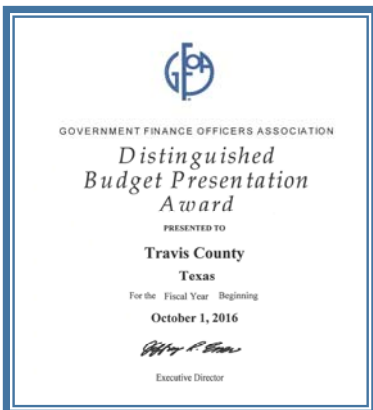 GFOA
GOVERNMENT FINANCE OFFICERS ASSOCIATION
Distinguished
Budget Presentation
Award
PRESENTED TO
Travis County
Texas
For the Fiscal Year Beginning
October 1, 2016
Executive Director